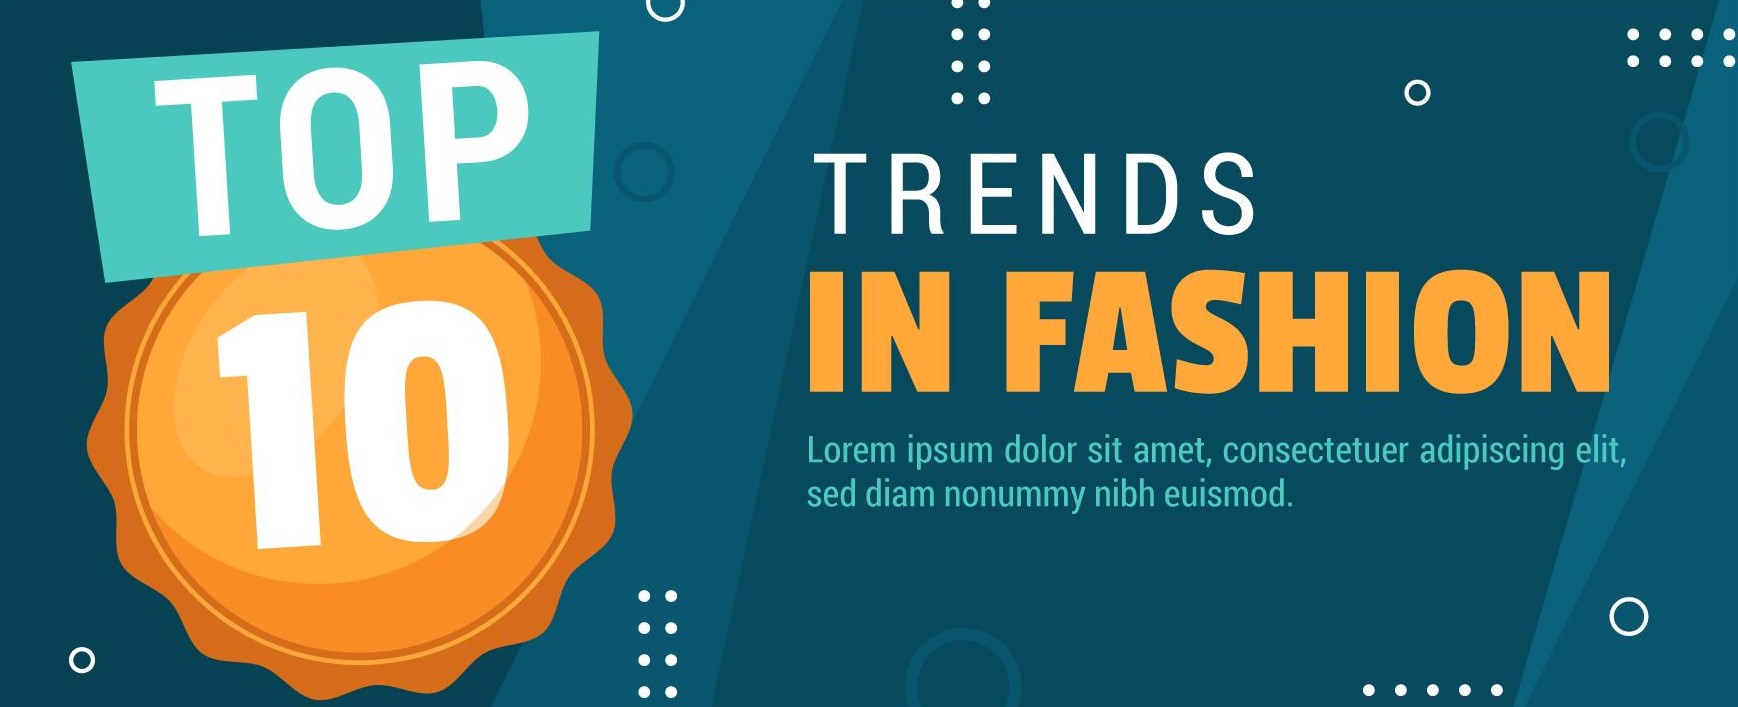 TOP
10
TRENDS
IN FASHION
Lorem ipsum dolor sit amet, consectetuer adipiscing elit,
sed diam nonummy nibh euismod.